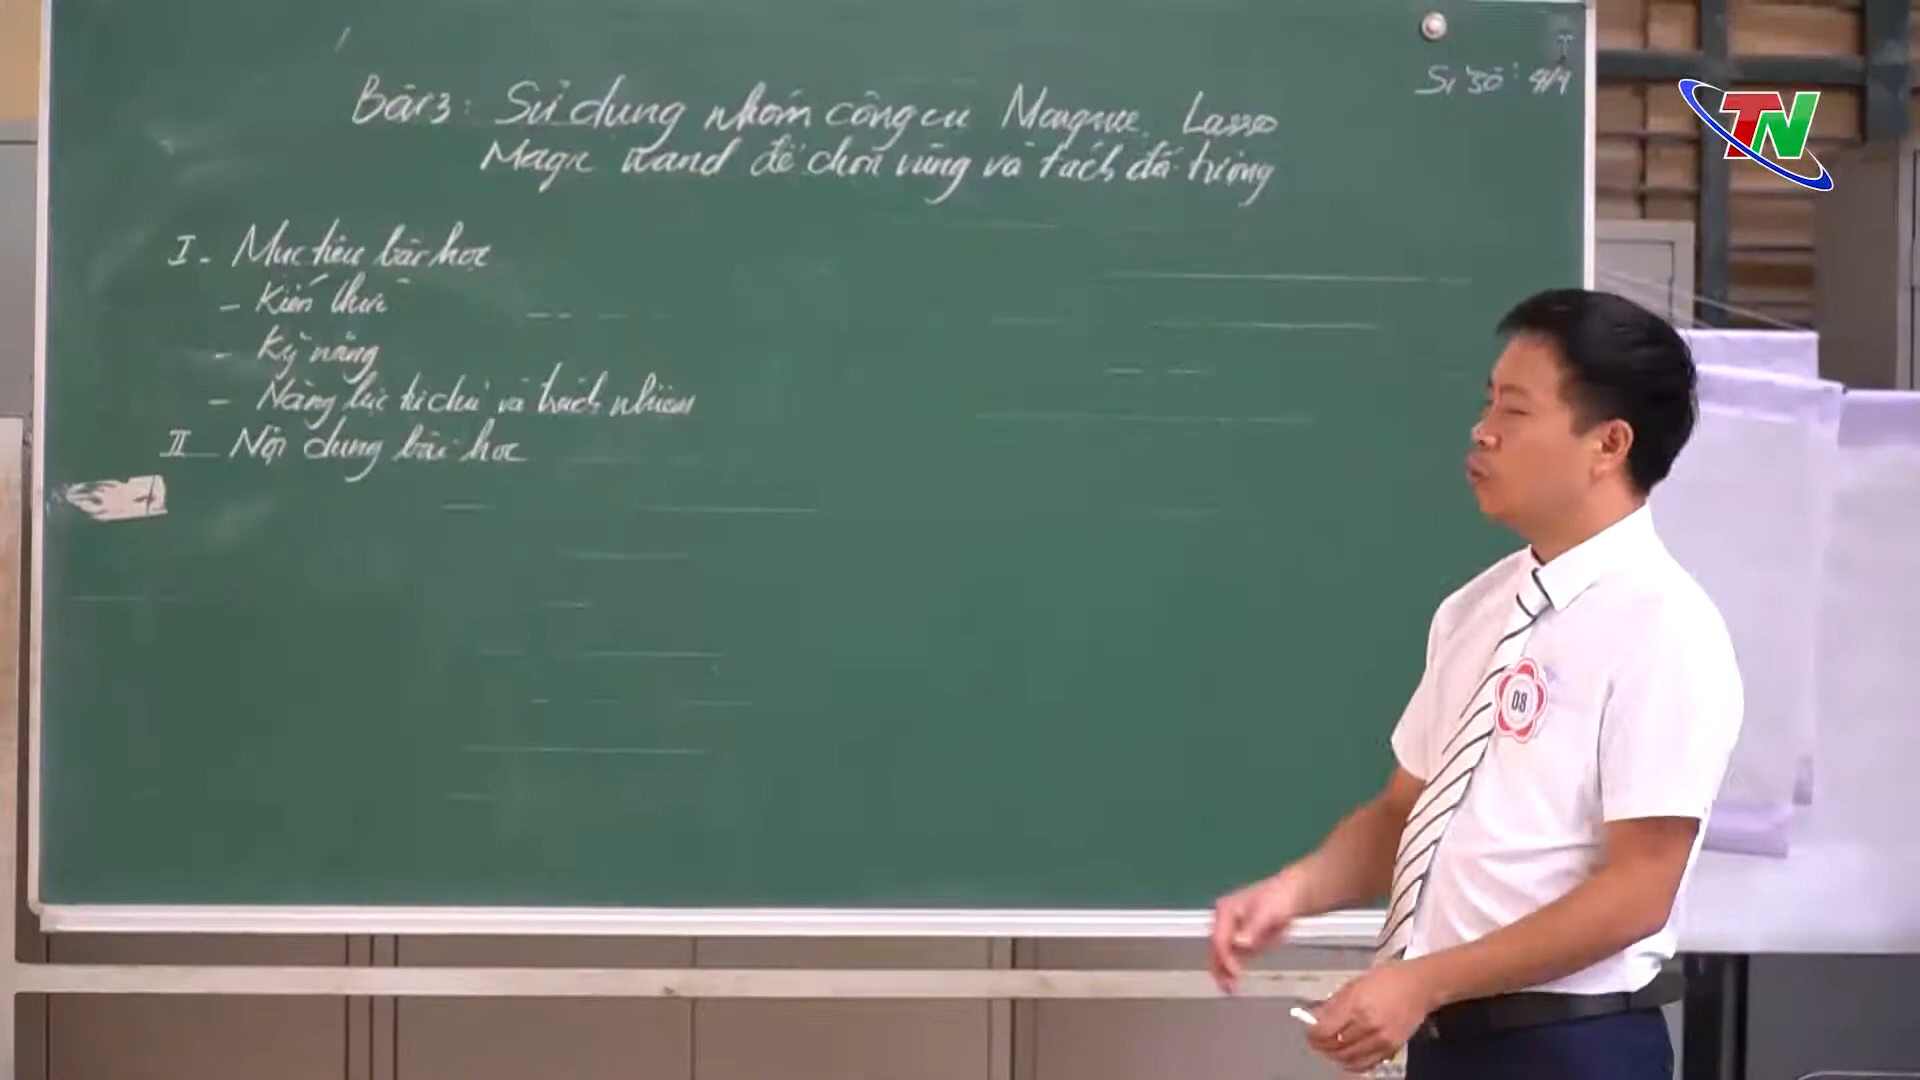 Bài 3: Sử dụng nhóm công cụ Marquee, Lasso
Magic wand để chọn vùng và tách đối tượng
Sĩ số: 9/9
I - Mục tiêu bài học
- Kiến thức
- Kỹ năng
- Năng lực tự chủ và trách nhiệm
II Nội dung bài học
TN
08